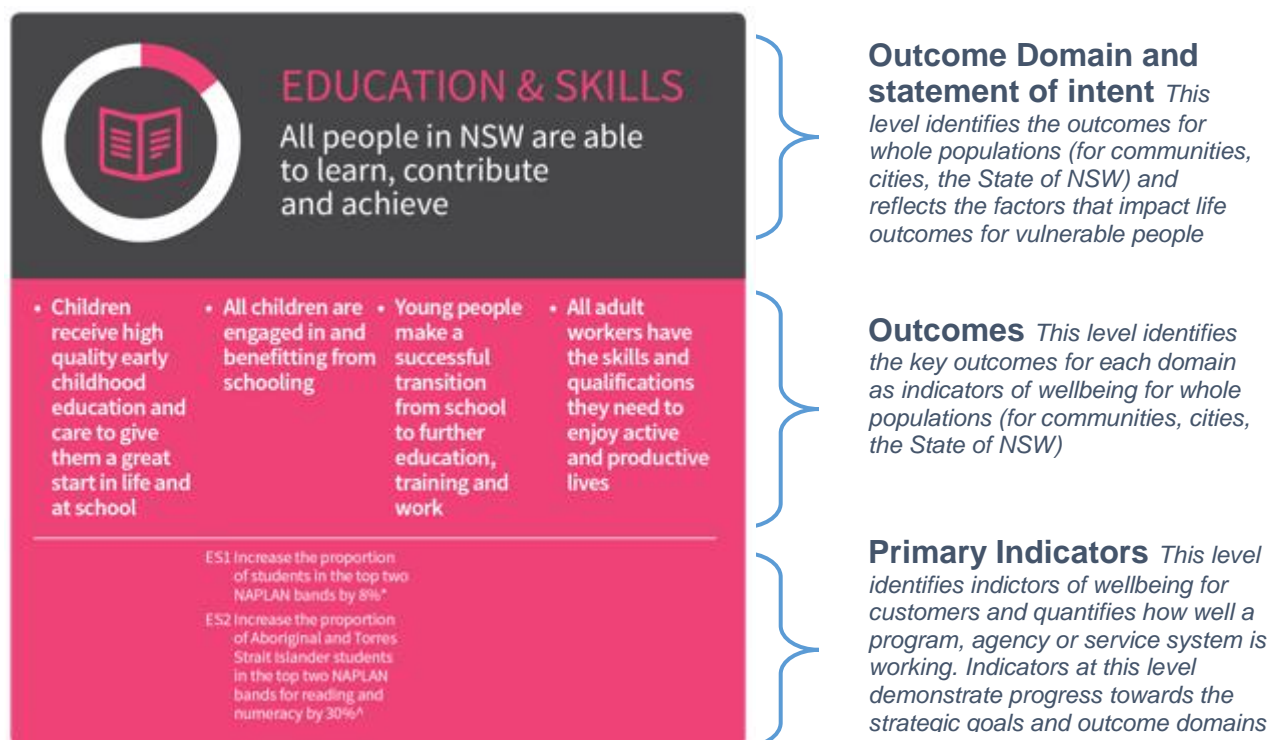 EDUCATION & SKILLS
All people in NSW are able
to learn, contribute
and achieve
• Children
receive high
quality early
childhood
education and
care to give
them a great
start in life and
at school
• All children are
engaged in and
benefitting from
schooling
• Young people
make a
successful
transition
from school
to further
education,
training and
work
• All adult
workers have
the skills and
qualifications
they need to
enjoy active
and productive
lives
ES1 Increase the proportion
of students in the top two
NAPLAN bands by 8%*
ES2 Increase the proportion
of Aboriginal and Torres
Strait Islander students
in the top two NAPLAN
bands for reading and
numeracy by 30%^
Outcome Domain and
statement of intent This
level identifies the outcomes for
whole populations (for communities,
cities, the State of NSW) and
reflects the factors that impact life
outcomes for vulnerable people
Outcomes This level identifies
the key outcomes for each domain
as indicators of wellbeing for whole
populations (for communities, cities,
the State of NSW)
Primary Indicators This level
identifies indictors of wellbeing for
customers and quantifies how well a
program, agency or service system is
working. Indicators at this level
demonstrate progress towards the
strategic goals and outcome domains